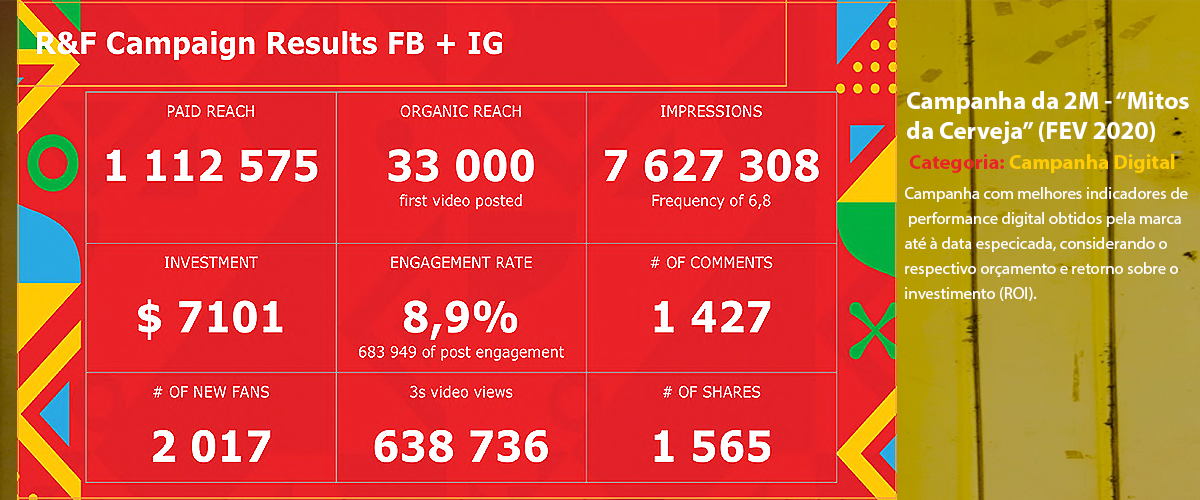 R&F Campaign Results FB + IG
PAID REACH
1 112 575
ORGANIC REACH
33 000
first video posted
IMPRESSIONS
7 627 308
Frequency of 6,8
INVESTMENT
$ 7101
ENGAGEMENT RATE
8,9%
683 949 of post engagement
# OF COMMENTS
1 427
# OF NEW FANS
2 017
3s video views
638 736
# OF SHARES
1 565
Campanha da 2M - “Mitos
da Cerveja” (FEV 2020)
Categoria: Campanha Digital
Campanha com melhores indicadores de
performance digital obtidos pela marca
até à data especicada, considerando o
respectivo orçamento e retorno sobre o
investimento (ROI).